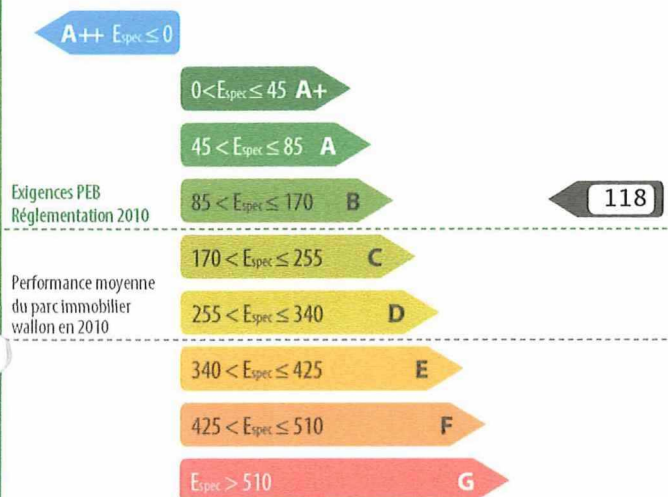 A++ Espec ≤ 0
0 < Espec ≤ 45 A+
45 < Espec ≤ 85 A
Exigences PEB
Réglementation 2010
85 < Espec ≤ 170 B
118
170 < Espec ≤ 255 C
Performance moyenne
du parc immobilier
wallon en 2010
255 < Espec ≤ 340 D
340 < Espec ≤ 425 E
425 < Espec ≤ 510 F
Espec > 510 G